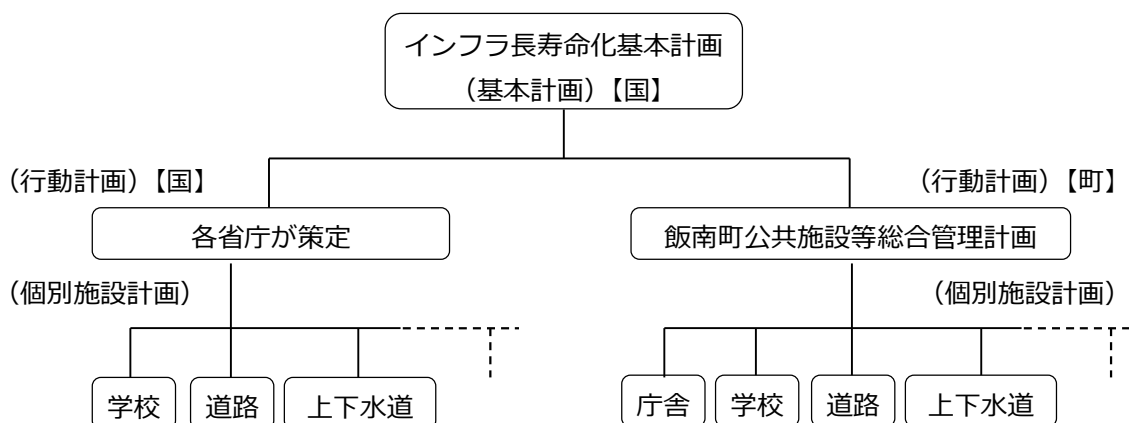 インフラ長寿命化基本計画
（基本計画）【国】
（行動計画）【国】
（行動計画）【町】
各省庁が策定
飯南町公共施設等総合管理計画
（個別施設計画）
（個別施設計画）
学校
道路
上下水道
庁舎
学校
道路
上下水道